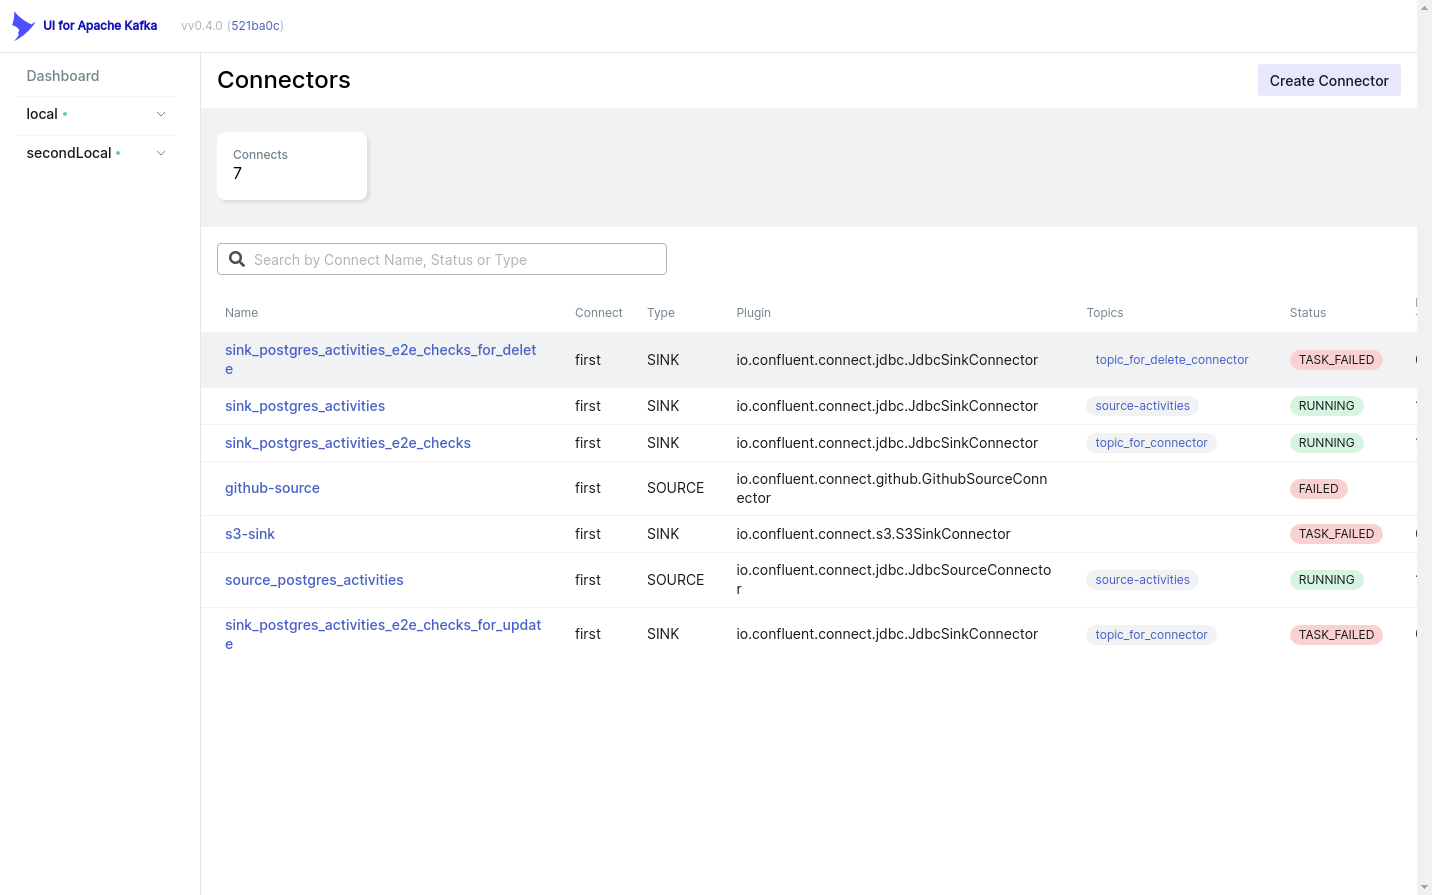 UI for Apache Kafka vv0.4.0 (521ba0c)
Dashboard
local
secondLocal
Connectors
Create Connector
Connects
7
Search by Connect Name, Status or Type
Name Connect Type Plugin Topics Status
sink_postgres_activities_e2e_checks_for_delet
e
first SINK io.confluent.connect.jdbc.JdbcSinkConnector topic_for_delete_connector TASK_FAILED
sink_postgres_activities first SINK io.confluent.connect.jdbc.JdbcSinkConnector source-activities RUNNING
sink_postgres_activities_e2e_checks first SINK io.confluent.connect.jdbc.JdbcSinkConnector topic_for_connector RUNNING
github-source first SOURCE io.confluent.connect.github.GithubSourceConn
ector
FAILED
s3-sink first SINK io.confluent.connect.s3.S3SinkConnector TASK_FAILED
source_postgres_activities first SOURCE io.confluent.connect.jdbc.JdbcSourceConnecto
r
source-activities RUNNING
sink_postgres_activities_e2e_checks_for_updat
e
first SINK io.confluent.connect.jdbc.JdbcSinkConnector topic_for_connector TASK_FAILED